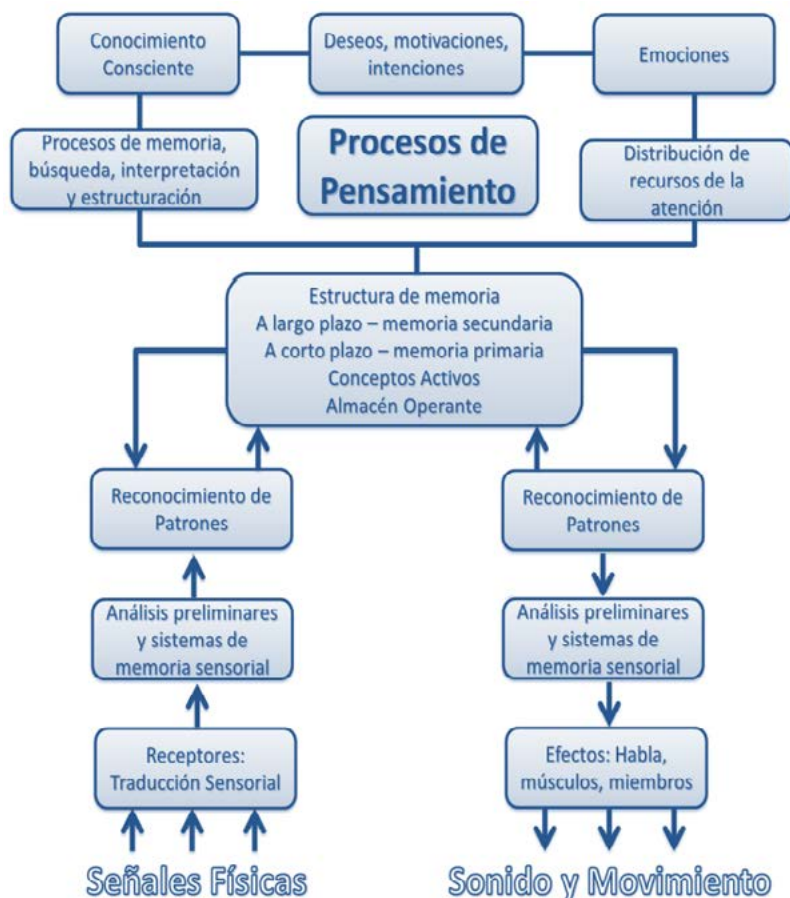 Conocimiento
Consciente
Deseos, motivaciones,
intenciones
Emociones
Procesos de memoria,
búsqueda, interpretación
y estructuración
Procesos de
Pensamiento
Distribución de
recursos de la
atención
Estructura de memoria
A largo plazo – memoria secundaria
A corto plazo – memoria primaria
Conceptos Activos
Almacén Operante
Reconocimiento de
Patrones
Reconocimiento de
Patrones
Análisis preliminares
y sistemas de
memoria sensorial
Análisis preliminares
y sistemas de
memoria sensorial
Receptores:
Traducción Sensorial
Efectos: Habla,
músculos, miembros
Señales Físicas
Sonido y Movimiento